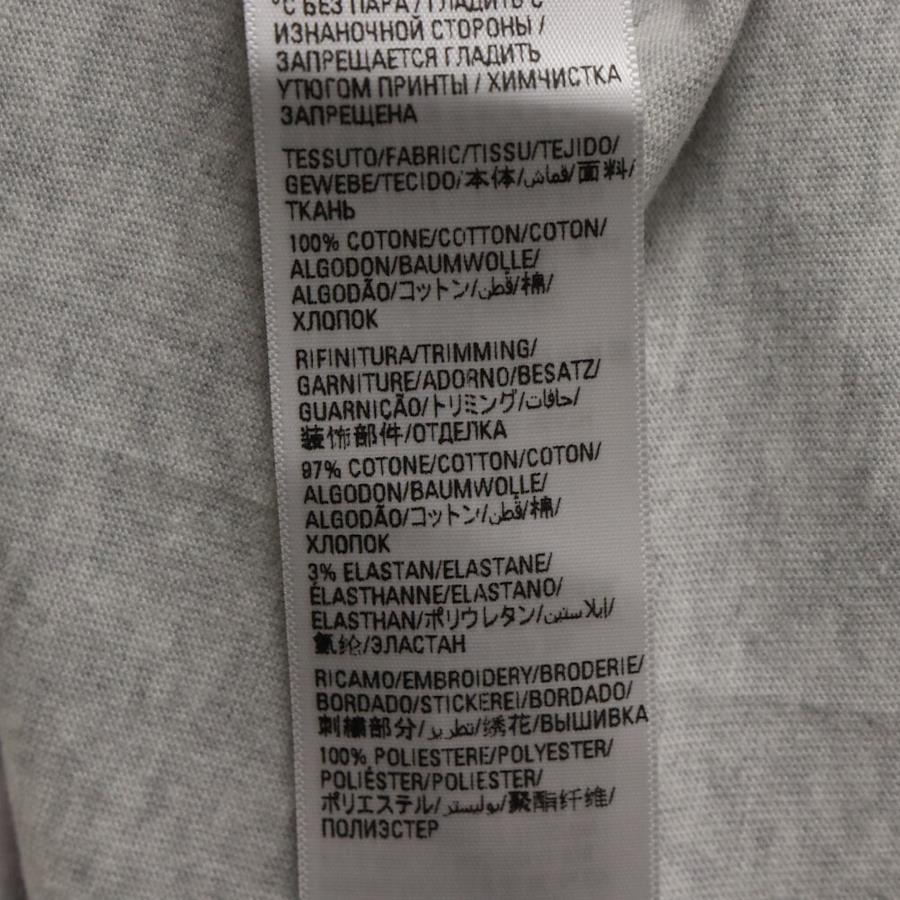 °C БЕЗ ПАРА / ГЛАДИТЬ С
ИЗНАНОЧНОЙ СТОРОНЫ /
ЗАПРЕЩАЕТСЯ ГЛАДИТЬ
УТЮГОМ ПРИНТЫ / ХИМЧИСТКА
ЗАПРЕЩЕНА
TESSUTO/FABRIC/TISSU/TEJIDO/
GEWEBE/TECIDO/本体/قماش/面料/
ТКАНЬ
100% COTONE/COTTON/COTON/
ALGODON/BAUMWOLLE/
ALGODÃO/コットン/قطن/棉/
ХЛОПОК
RIFINITURA/TRIMMING/
GARNITURE/ADORNO/BESATZ/
GUARNIÇÃO/トリミング/حافات/
装饰部件/ОТДЕЛКА
97% COTONE/COTTON/COTON/
ALGODON/BAUMWOLLE/
ALGODÃO/コットン/قطن/棉/
ХЛОПОК
3% ELASTAN/ELASTANE/
ÉLASTHANNE/ELASTANO/
ELASTHAN/ポリウレタン/إيلاستين/
氨纶/ЭЛАСТАН
RICAMO/EMBROIDERY/BRODERIE/
BORDADO/STICKEREI/BORDADO/
刺繍部分/تطريز/绣花/ВЫШИВКА
100% POLIESTERE/POLYESTER/
POLIÉSTER/POLIESTER/
ポリエステル/بوليستر/聚酯纤维/
ПОЛИЭСТЕР